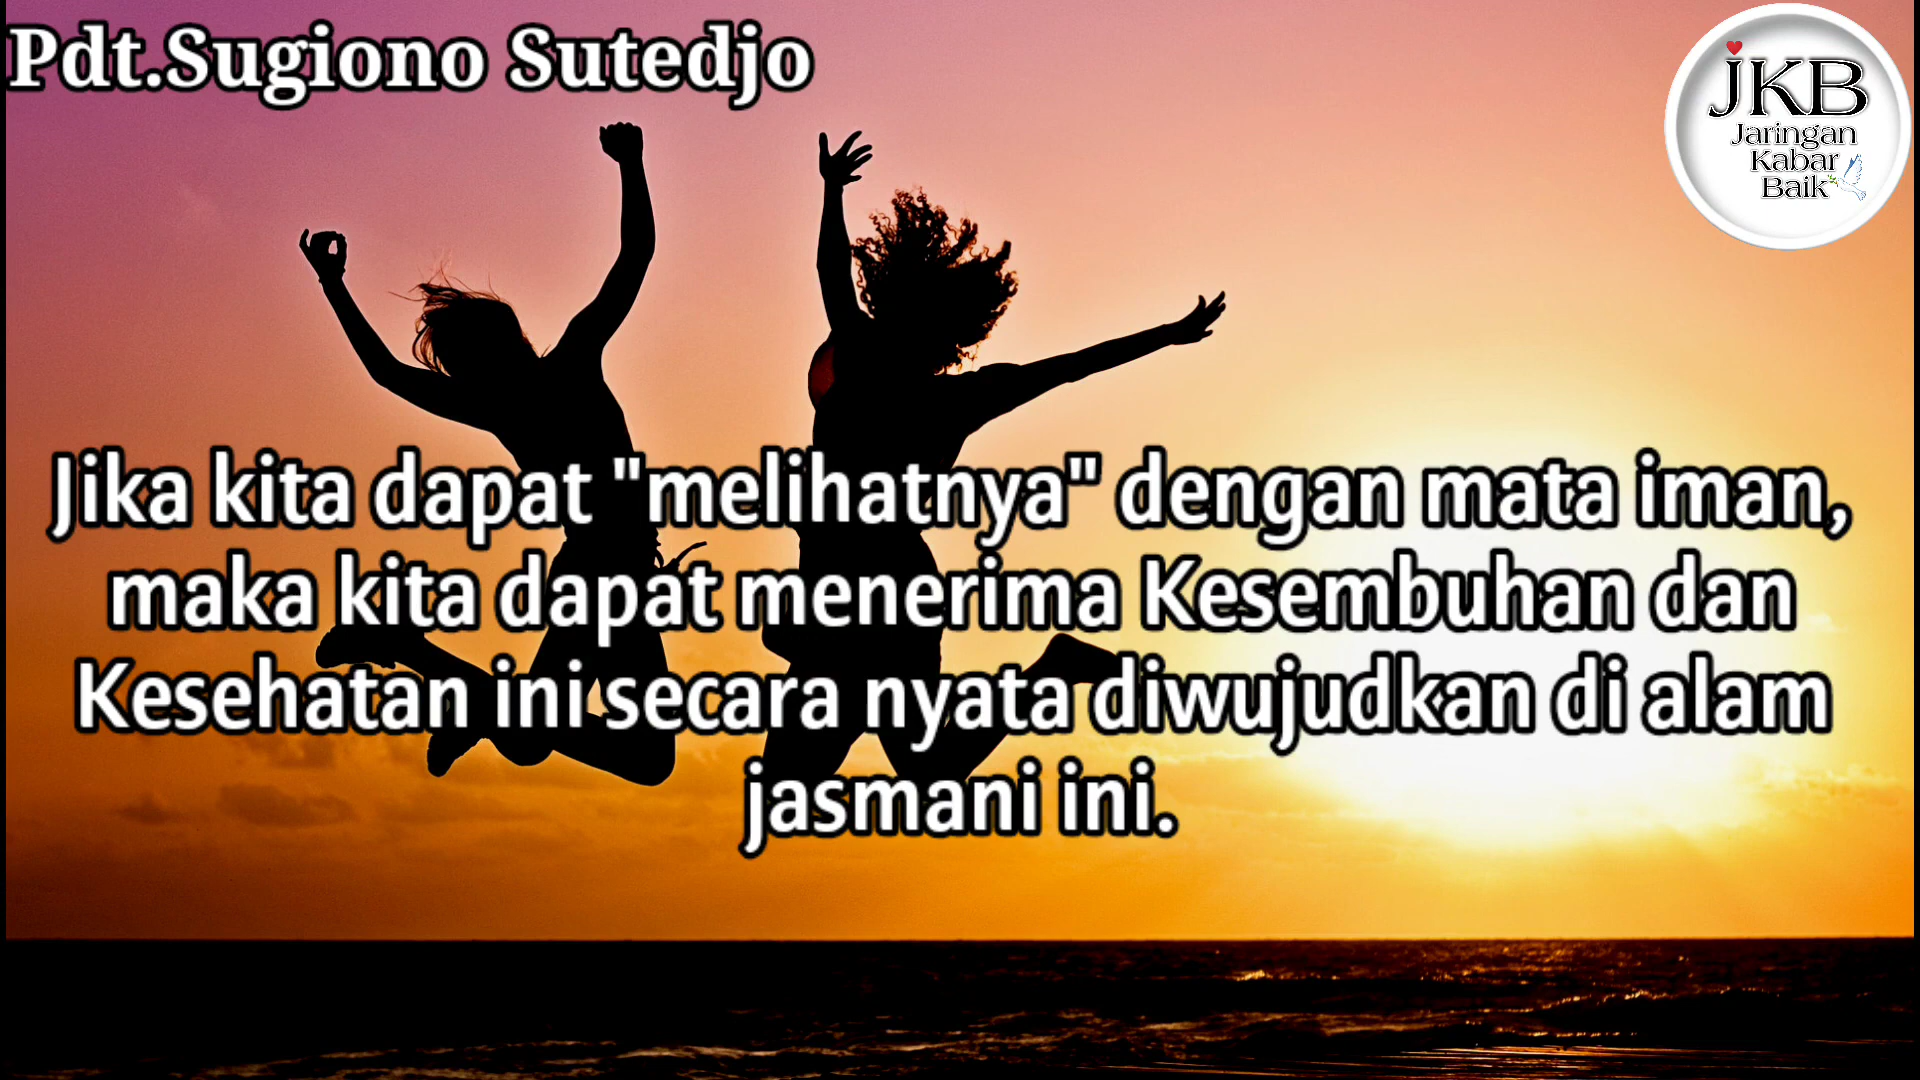 Pdt.Sugiono Sutedjo
JKB
Jaringan
Kabar
Baik
Jika kita dapat "melihatnya" dengan mata iman,
maka kita dapat menerima Kesembuhan dan
Kesehatan ini secara nyata diwujudkan di alam
jasmani ini.